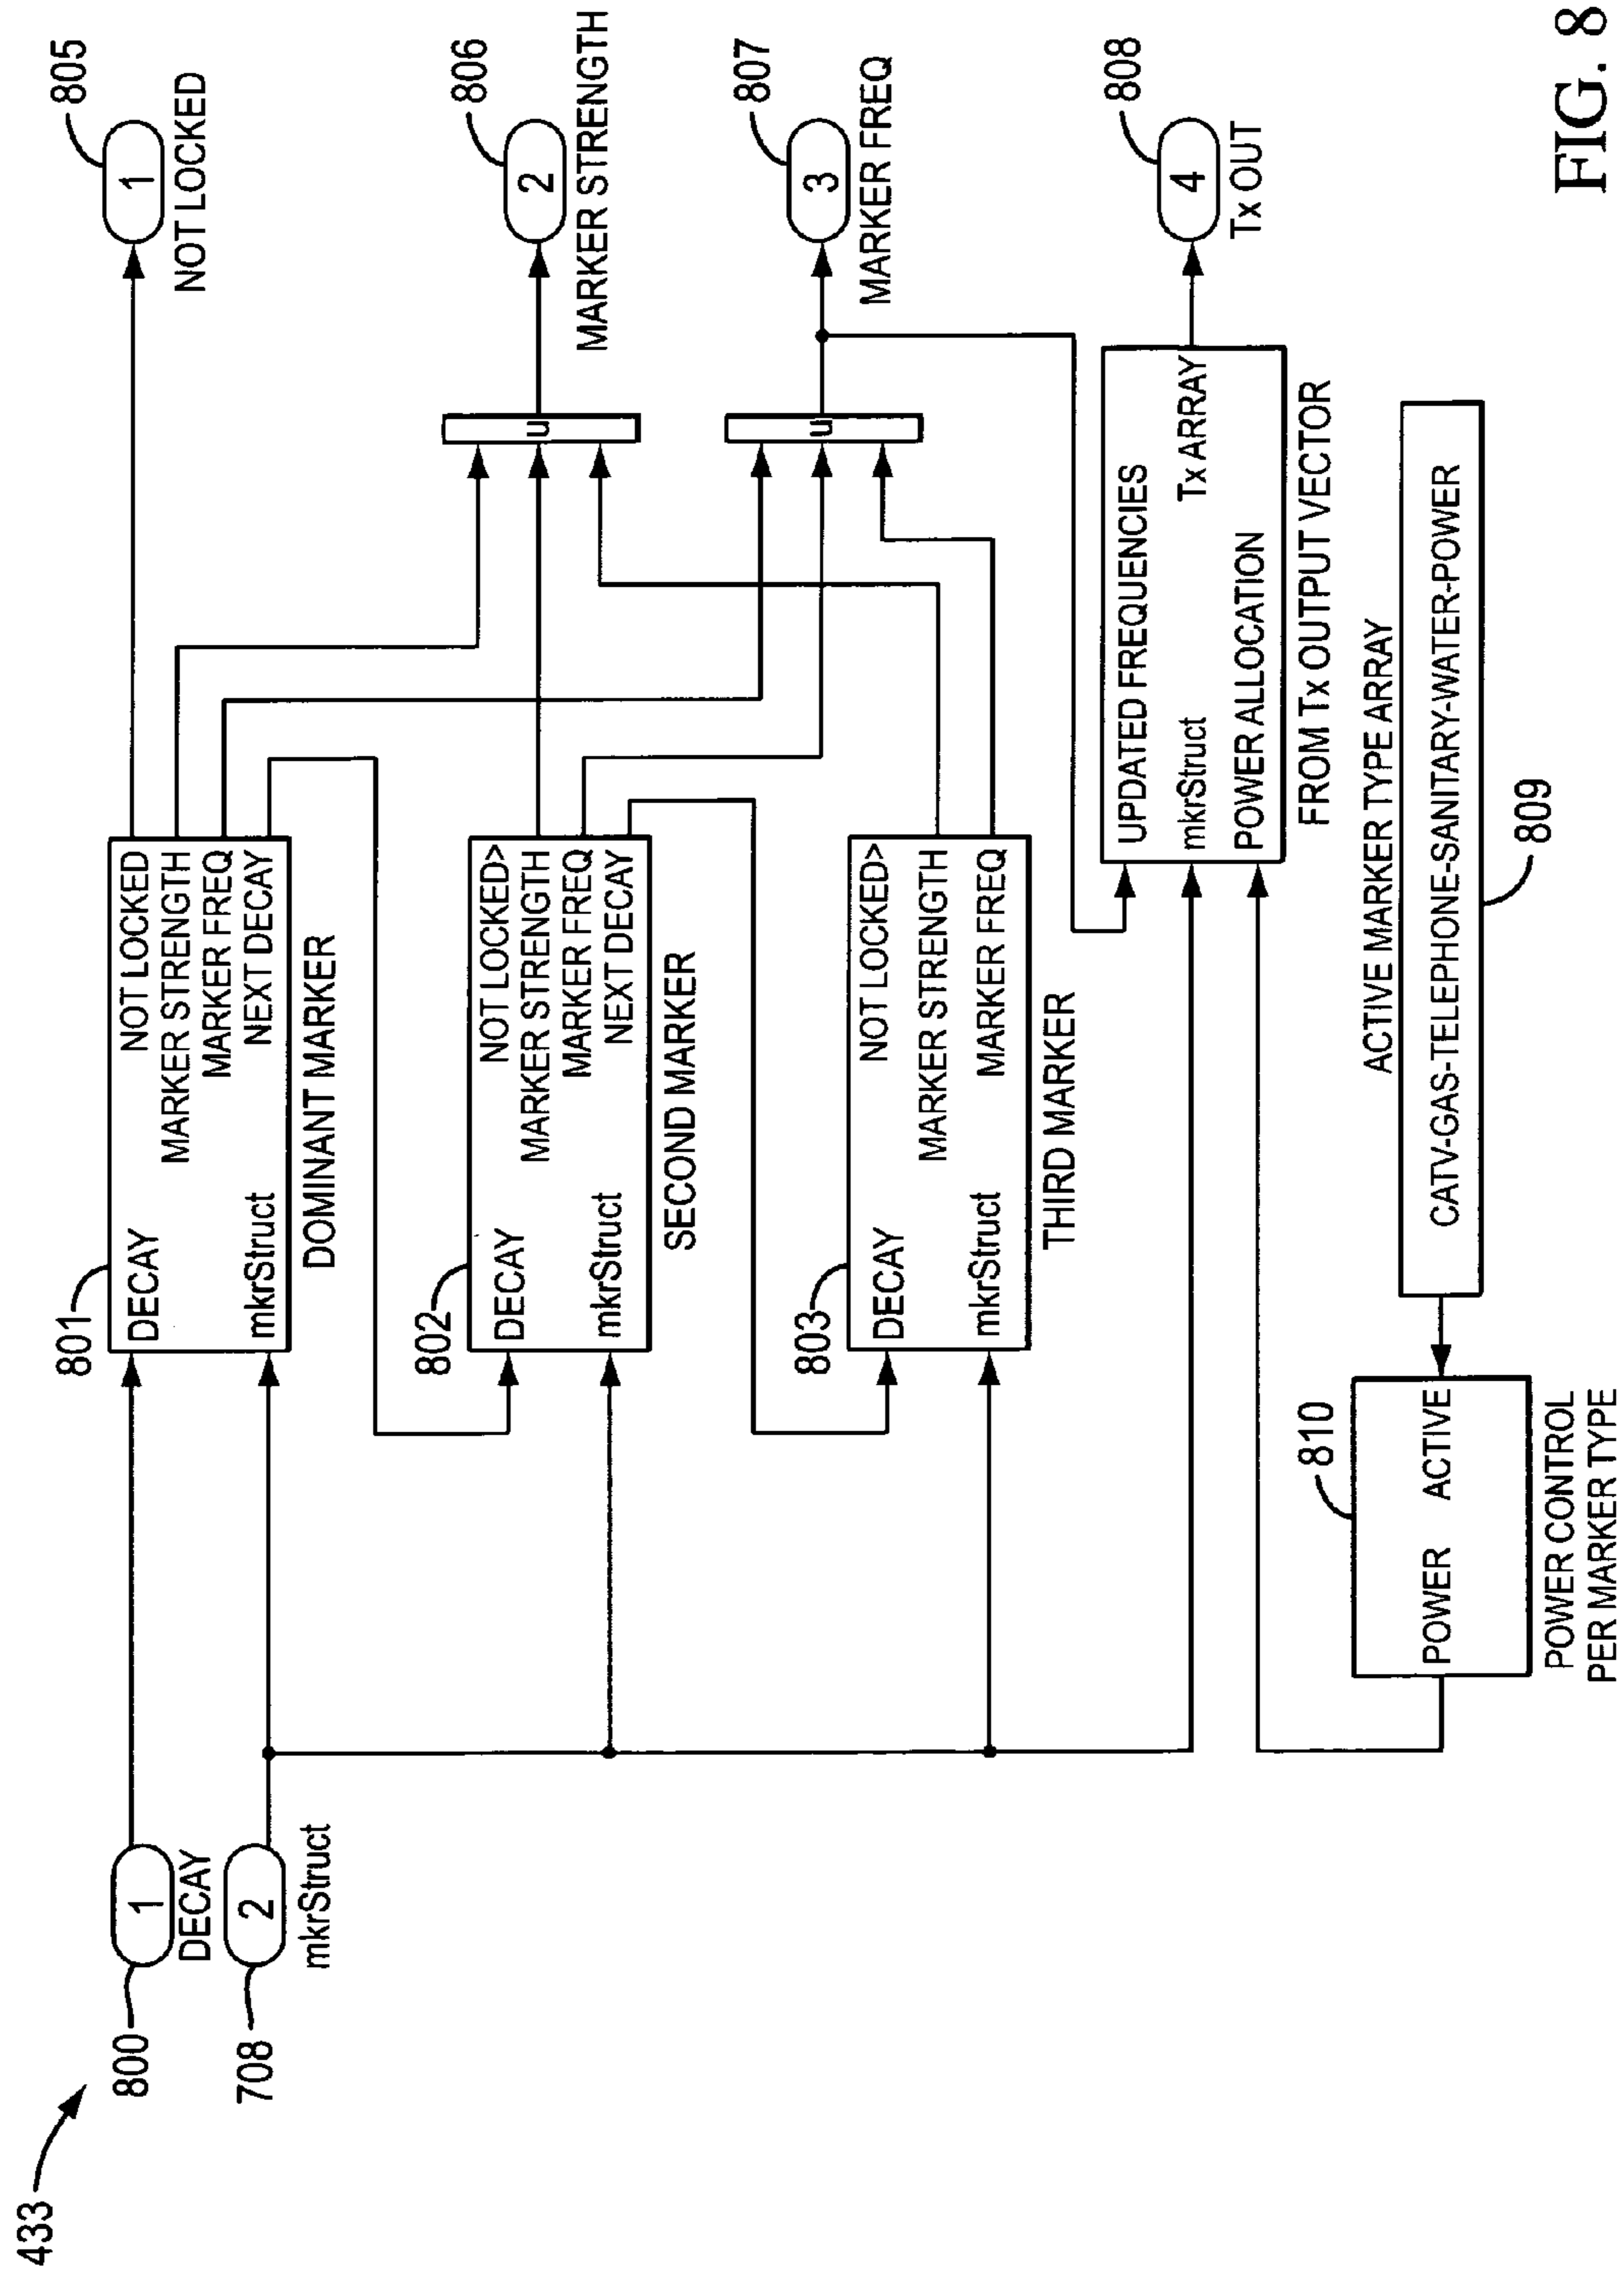 433
800
1
DECAY
708
2
mkrStruct
801
DECAY
mkrStruct
NOT LOCKED
MARKER STRENGTH
MARKER FREQ
NEXT DECAY
DOMINANT MARKER
802
DECAY
mkrStruct
NOT LOCKED>
MARKER STRENGTH
MARKER FREQ
NEXT DECAY
SECOND MARKER
803
DECAY
mkrStruct
NOT LOCKED>
MARKER STRENGTH
MARKER FREQ
THIRD MARKER
u
u
1
805
NOT LOCKED
2
806
MARKER STRENGTH
3
807
MARKER FREQ
UPDATED FREQUENCIES
mkrStruct
Tx ARRAY
POWER ALLOCATION
FROM Tx OUTPUT VECTOR
4
808
Tx OUT
810
POWER ACTIVE
POWER CONTROL
PER MARKER TYPE
ACTIVE MARKER TYPE ARRAY
CATV-GAS-TELEPHONE-SANITARY-WATER-POWER
809
FIG. 8